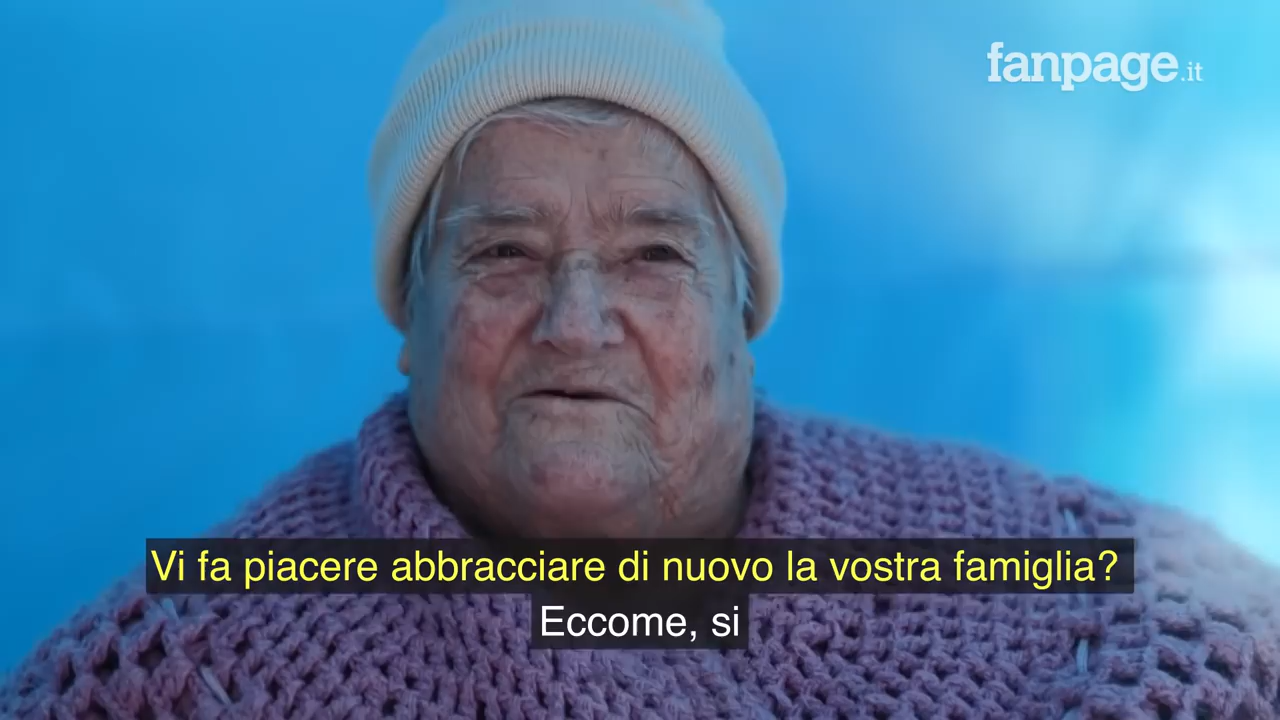 fanpage.it
Vi fa piacere abbracciare di nuovo la vostra famiglia?
Eccome, si